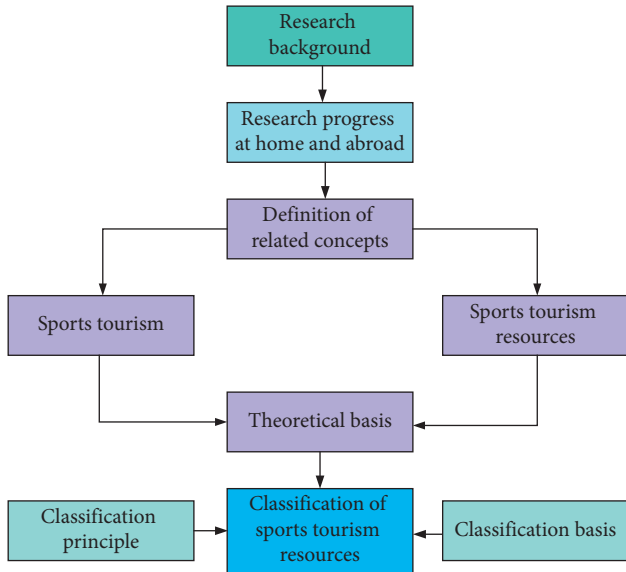 Research
background
Research progress
at home and abroad
Definition of
related concepts
Sports tourism
Sports tourism
resources
Theoretical basis
Classification
principle
Classification of
sports tourism
resources
Classification basis